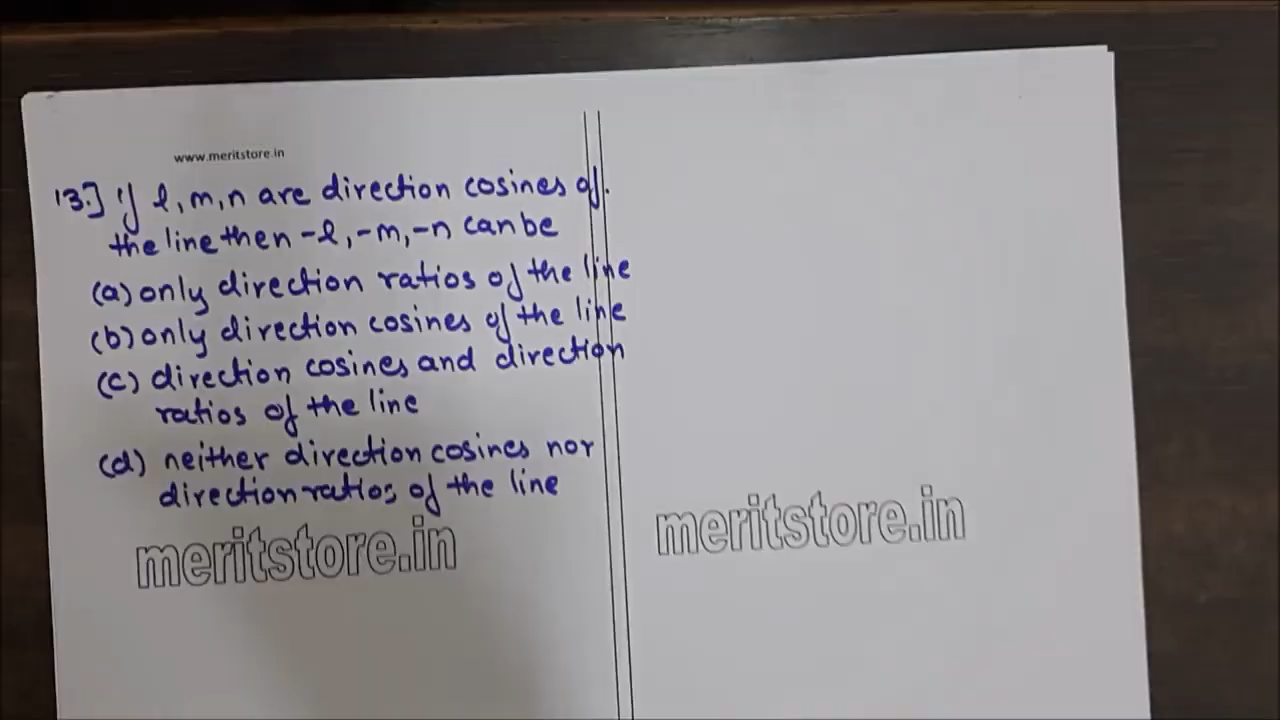 www.meritstore.in
13.] if l, m, n are direction cosines of.
the line then -l, -m, -n can be
(a) only direction ratios of the line
(b) only direction cosines of the line
(c) direction cosines and direction
ratios of the line
(d) neither direction cosines nor
direction ratios of the line
meritstore.in
meritstore.in